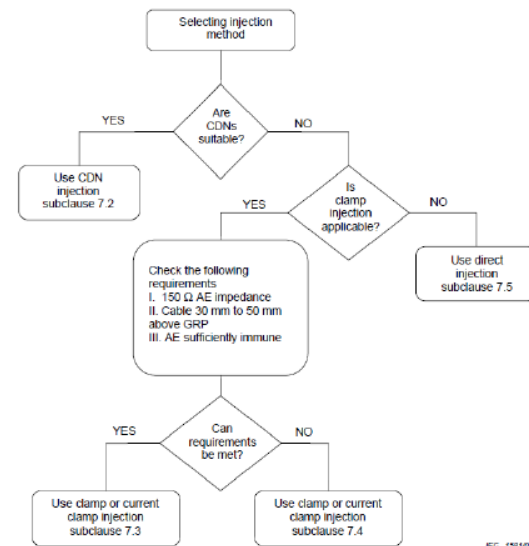 Selecting injection
method
Are
CDNs
suitable?
YES
NO
Use CDN
injection
subclause 7.2
Is
clamp
injection
applicable?
YES
NO
Use direct
injection
subclause 7.5
Check the following
requirements
I. 150 Ω AE impedance
II. Cable 30 mm to 50 mm
above GRP
III. AE sufficiently immune
Can
requirements
be met?
YES
NO
Use clamp or current
clamp injection
subclause 7.3
Use clamp or current
clamp injection
subclause 7.4
IEC